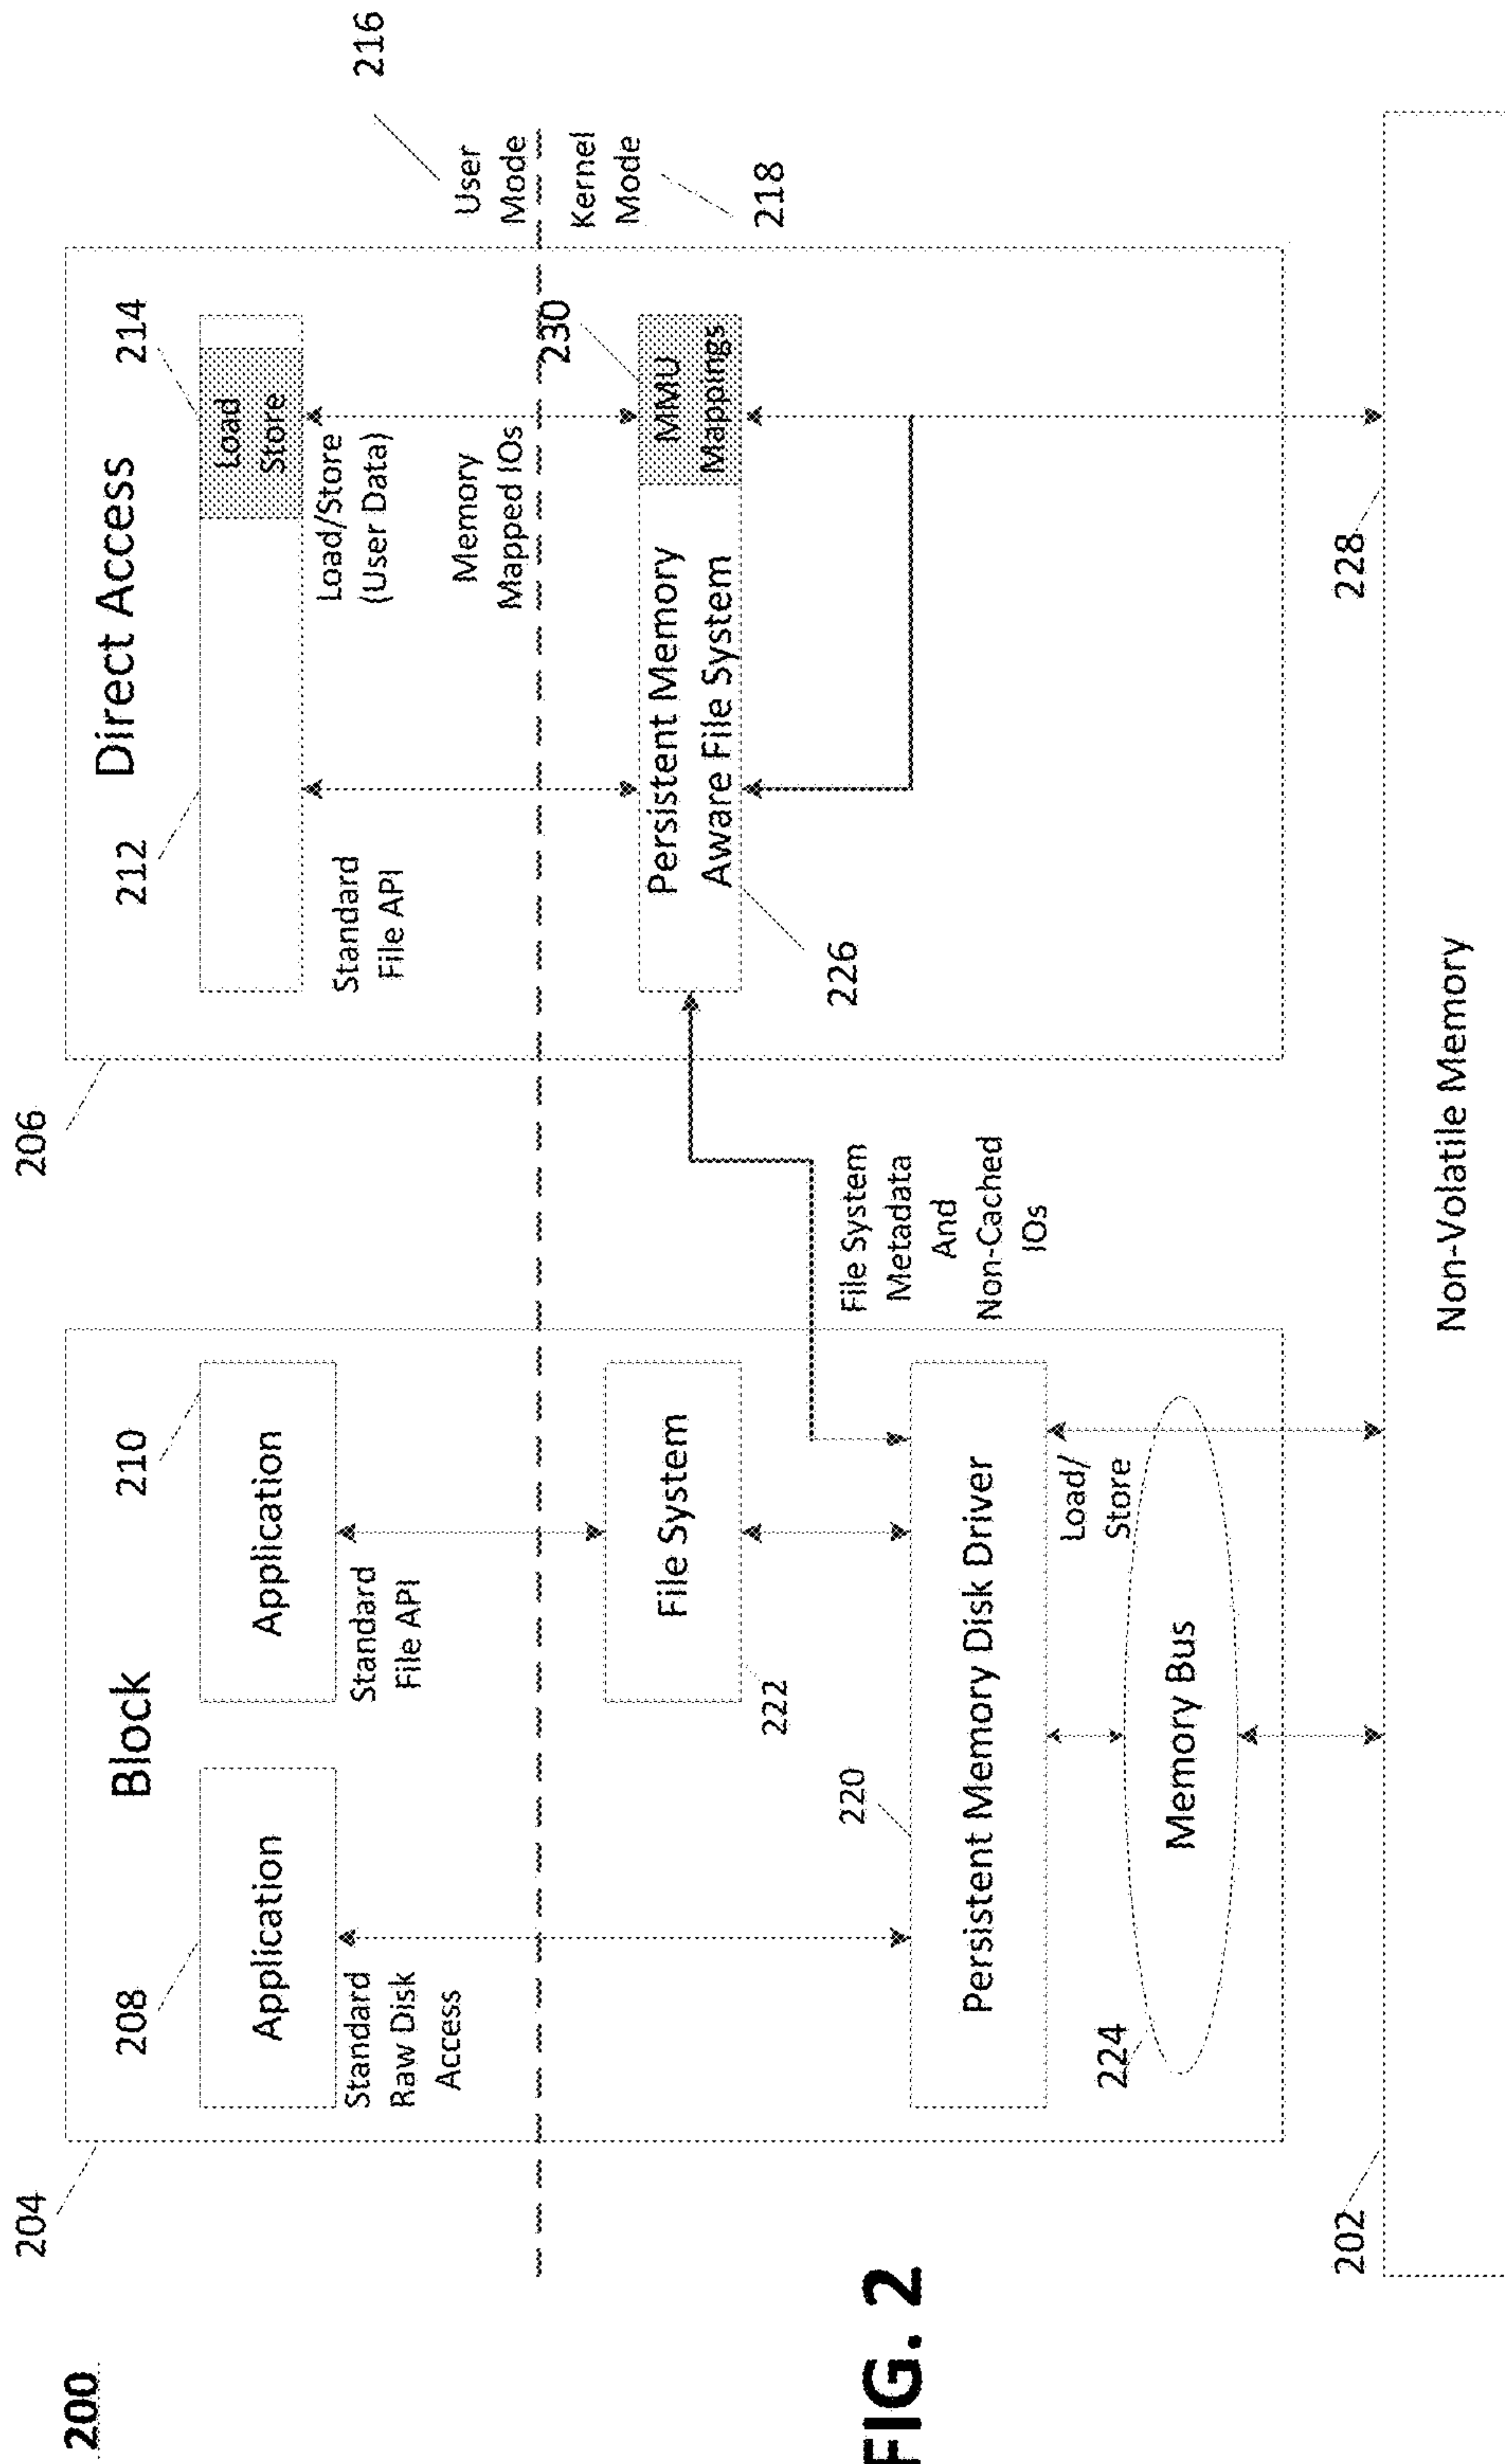 200
204
206
Block
Direct Access
208
210
212
214
216
Application
Application
Load
Store
Standard
Raw Disk
Access
Standard
File API
Standard
File API
Load/Store
(User Data)
Memory
Mapped IOs
User
Mode
Kernel
Mode
218
File System
222
Persistent Memory
Aware File System
226
MMU
Mappings
230
File System
Metadata
And
Non-Cached
IOs
220
Persistent Memory Disk Driver
Load/
Store
224
Memory Bus
202
228
Non-Volatile Memory
FIG. 2